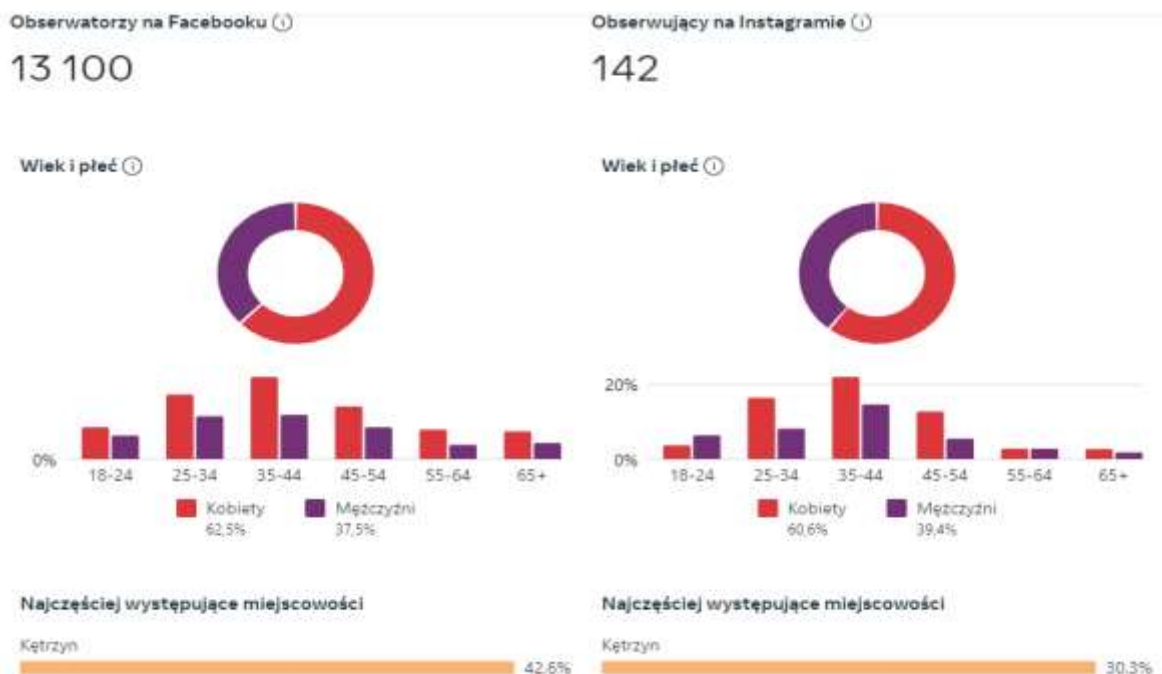 Obserwatorzy na Facebooku
13 100
Wiek i płeć
0%
18-24 25-34 35-44 45-54 55-64 65+
Kobiety Mężczyźni
62,5% 37,5%
Najczęściej występujące miejscowości
Kętrzyn
42.6%
Obserwujący na Instagramie
142
Wiek i płeć
20%
0%
18-24 25-34 35-44 45-54 55-64 65+
Kobiety Mężczyźni
60,6% 39,4%
Najczęściej występujące miejscowości
Kętrzyn
30.3%